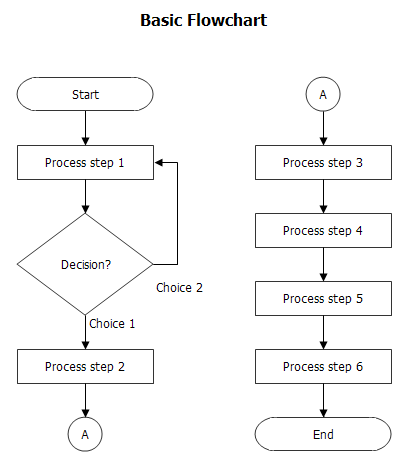 Basic Flowchart
Start
Process step 1
Decision?
Choice 2
Choice 1
Process step 2
A
A
Process step 3
Process step 4
Process step 5
Process step 6
End